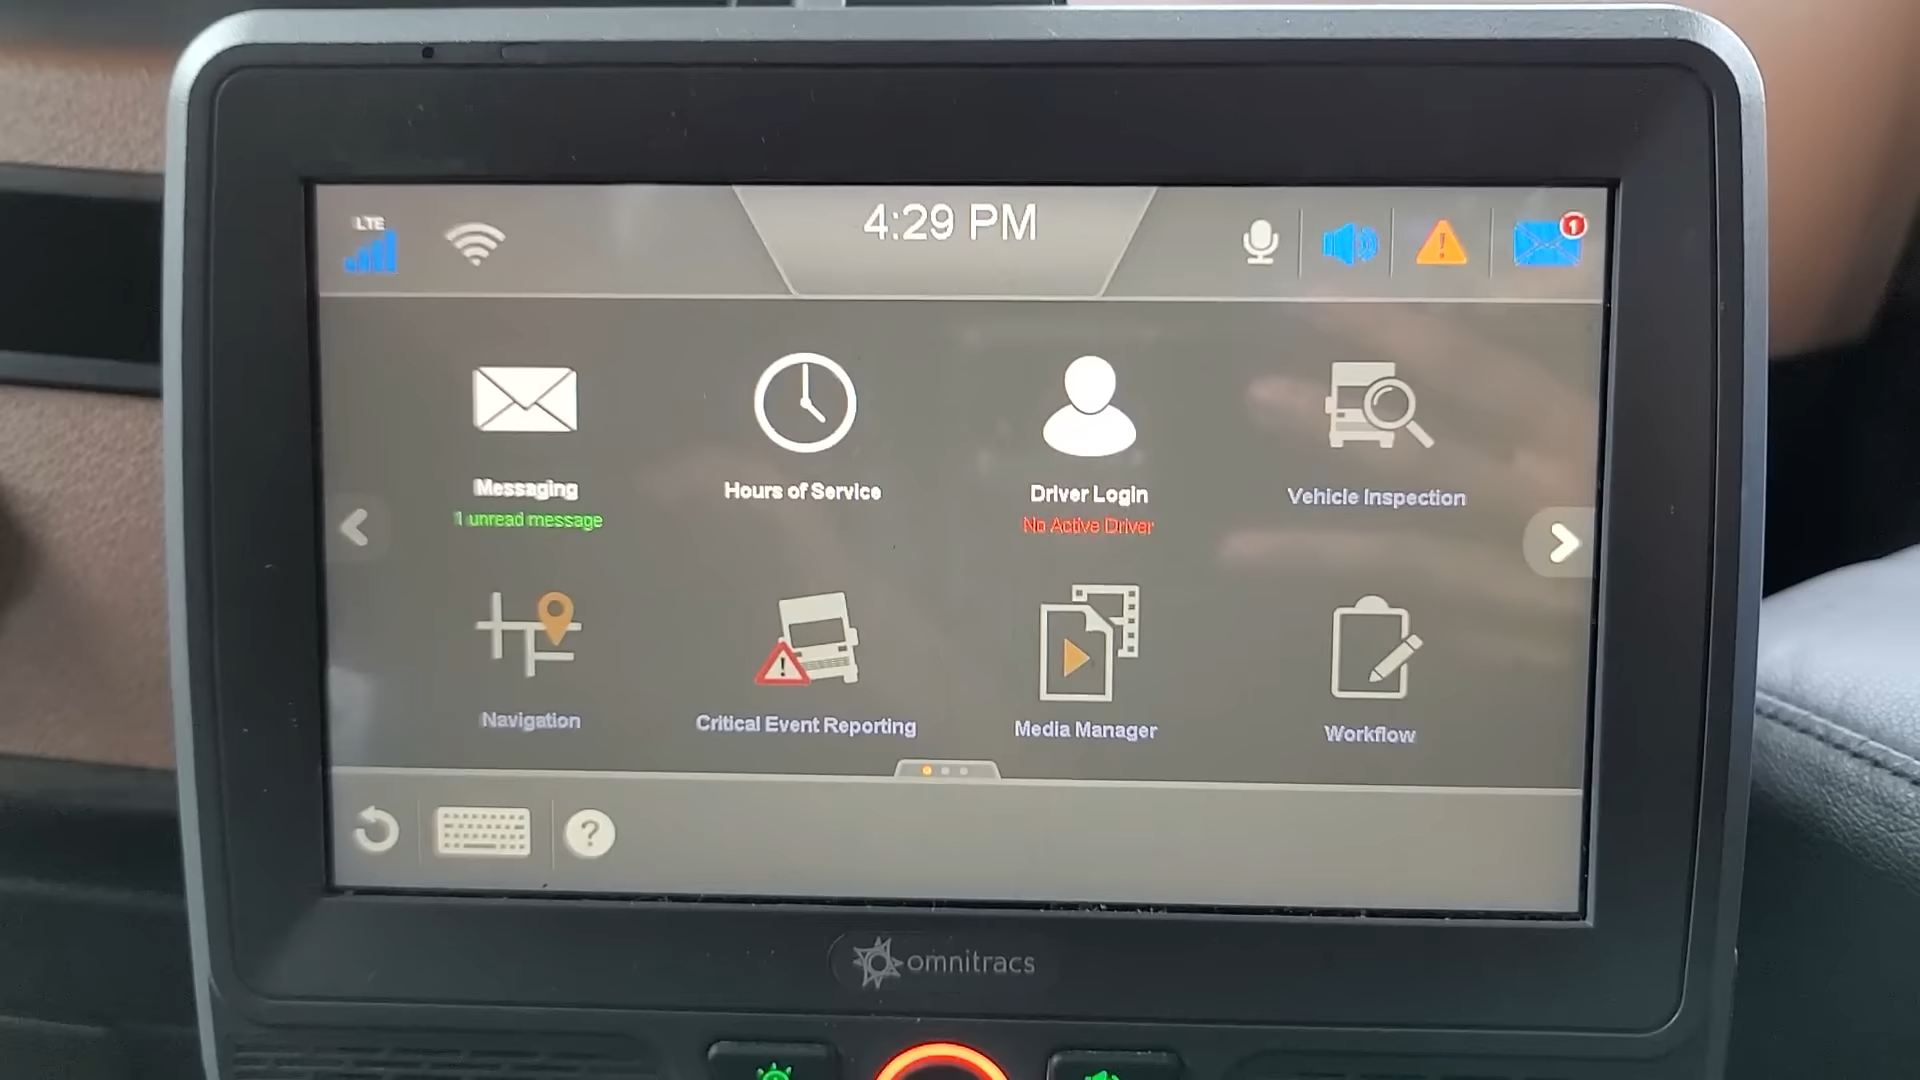 LTE
4:29 PM
1
Messaging
1 unread message
Hours of Service
Driver Login
No Active Driver
Vehicle Inspection
Navigation
Critical Event Reporting
Media Manager
Workflow
?
omnitracs